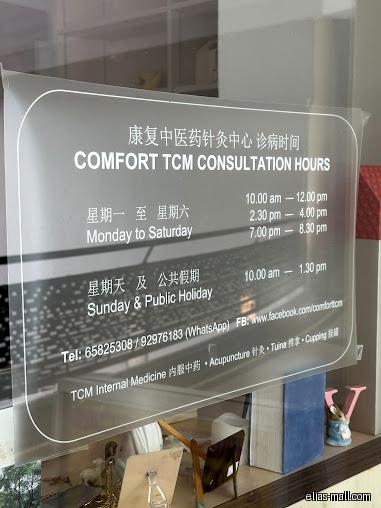 康复中医药针灸中心 诊病时间
COMFORT TCM CONSULTATION HOURS
10.00 am — 12.00 pm
星期一 至 星期六 2.30 pm — 4.00 pm
Monday to Saturday 7.00 pm — 8.30 pm
星期天 及 公共假期 10.00 am — 1.30 pm
Sunday & Public Holiday
Tel: 65825308 / 92976183 (WhatsApp) FB: www.facebook.com/comforttcm
TCM Internal Medicine 内服中药 • Acupuncture 针灸 • Tuina 推拿 • Cupping 拔罐
elias-mall.com